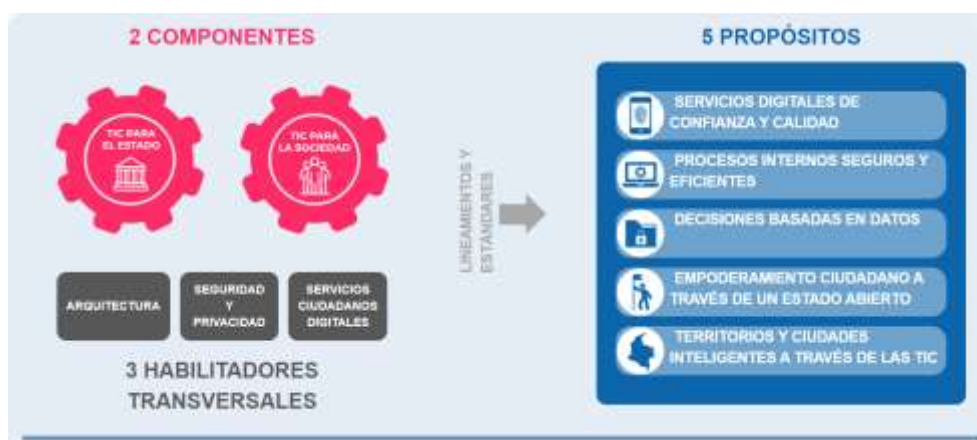 2 COMPONENTES
TIC PARA
EL ESTADO
TIC PARA
LA SOCIEDAD
ARQUITECTURA
SEGURIDAD
Y
PRIVACIDAD
SERVICIOS
CIUDADANOS
DIGITALES
3 HABILITADORES
TRANSVERSALES
LINEAMIENTOS Y
ESTÁNDARES
5 PROPÓSITOS
SERVICIOS DIGITALES DE
CONFIANZA Y CALIDAD
PROCESOS INTERNOS SEGUROS Y
EFICIENTES
DECISIONES BASADAS EN DATOS
EMPODERAMIENTO CIUDADANO A
TRAVÉS DE UN ESTADO ABIERTO
TERRITORIOS Y CIUDADES
INTELIGENTES A TRAVÉS DE LAS TIC